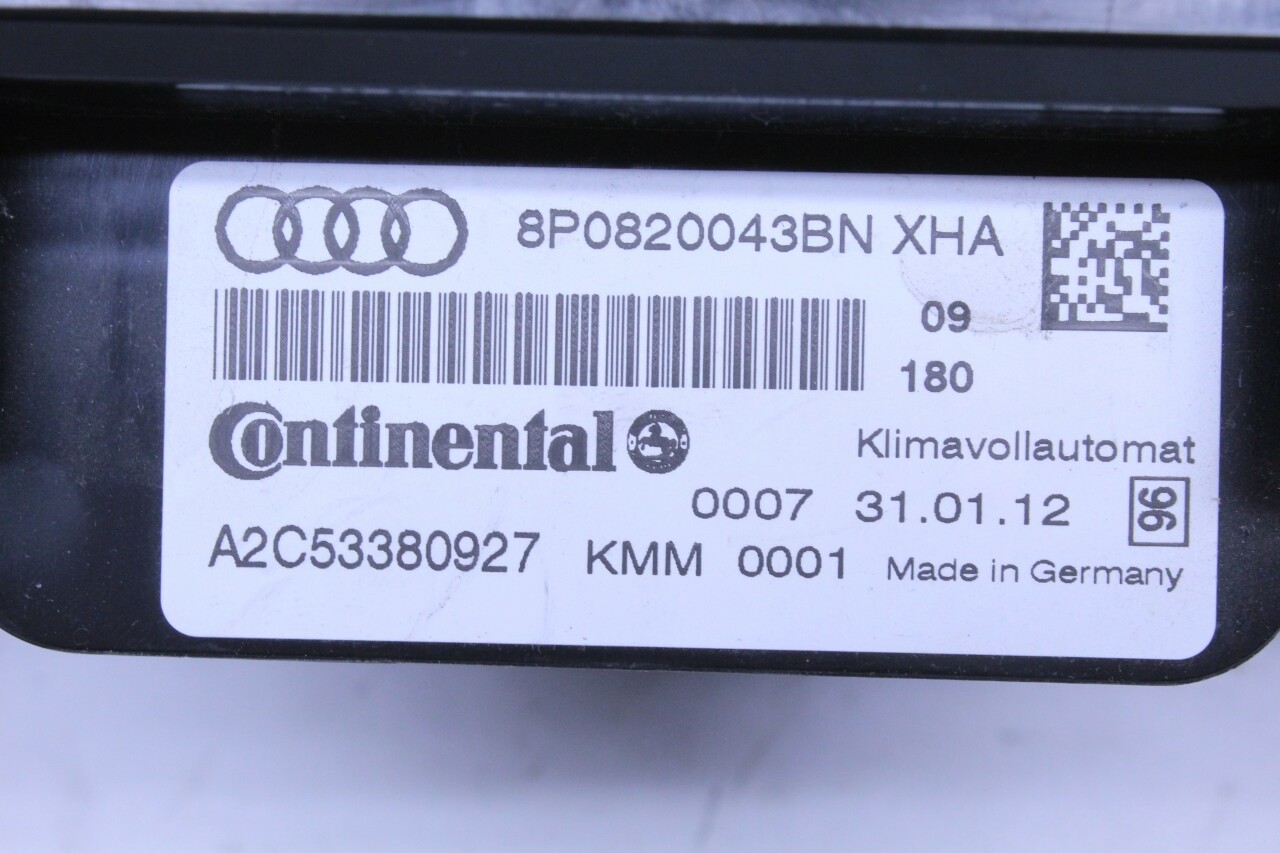 8P0820043BN XHA
09
180
Continental
Klimavollautomat
0007 31.01.12 96
A2C53380927 KMM 0001 Made in Germany